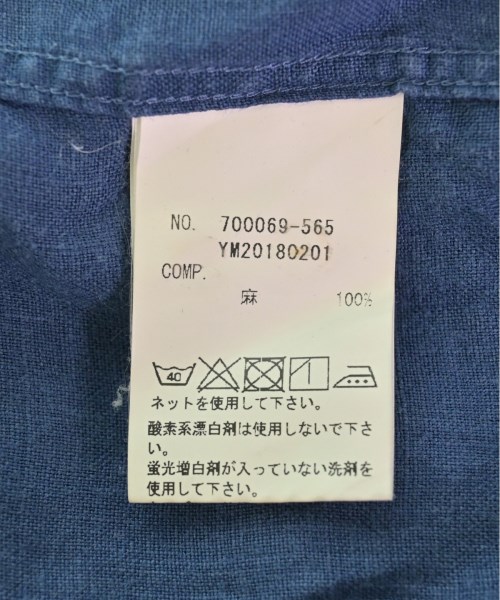 NO. 700069-565
YM20180201
COMP.
麻 100%
40
ネットを使用して下さい。
酸素系漂白剤は使用しないで下さ
い。
蛍光増白剤が入っていない洗剤を
使用して下さい。